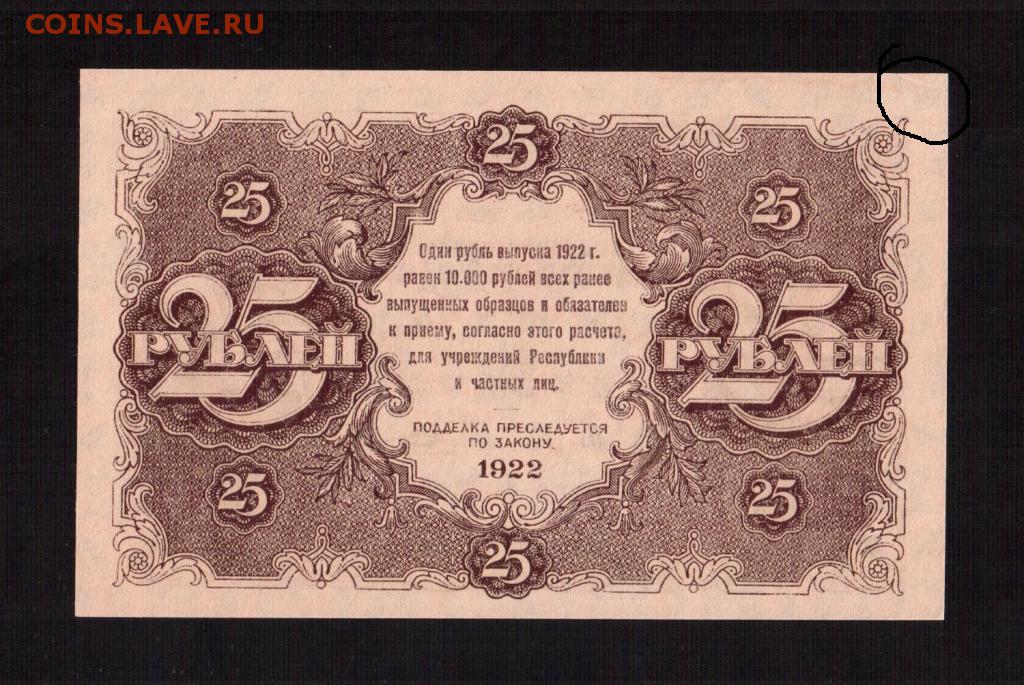 COINS.LAVE.RU
25
25
25
Один рубль выпуска 1922 г.
равен 10.000 рублей всех ранее
выпущенных образцов и обязателен
к приему, согласно этого расчета,
для учреждений Республики
и частных лиц.
25 РУБЛЕЙ
25 РУБЛЕЙ
ПОДДЕЛКА ПРЕСЛЕДУЕТСЯ
ПО ЗАКОНУ.
1922
25
25
25